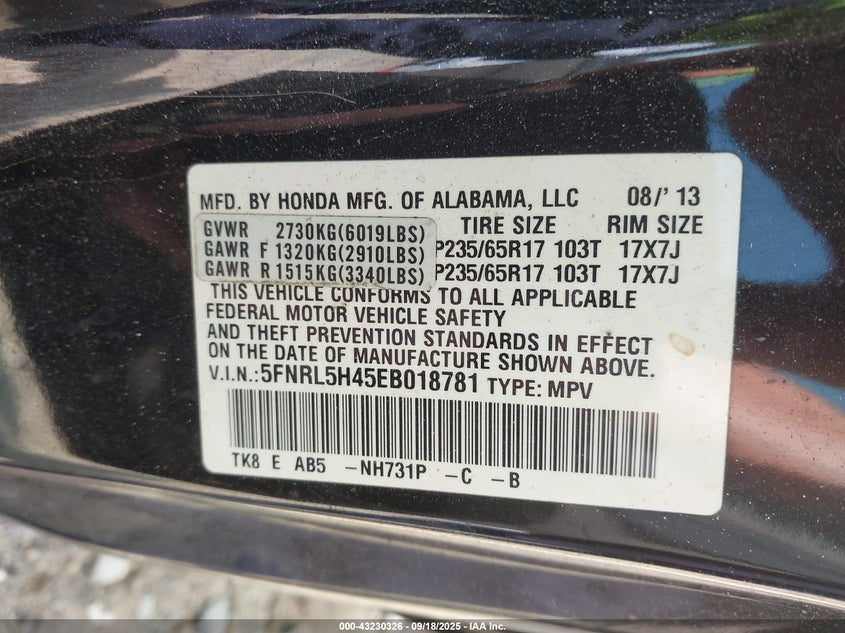 MFD. BY HONDA MFG. OF ALABAMA, LLC 08/' 13
GVWR 2730KG(6019LBS) TIRE SIZE RIM SIZE
GAWR F 1320KG(2910LBS) P235/65R17 103T 17X7J
GAWR R 1515KG(3340LBS) P235/65R17 103T 17X7J
THIS VEHICLE CONFORMS TO ALL APPLICABLE
FEDERAL MOTOR VEHICLE SAFETY
AND THEFT PREVENTION STANDARDS IN EFFECT
ON THE DATE OF MANUFACTURE SHOWN ABOVE.
V.I.N.:5FNRL5H45EB018781 TYPE: MPV
TK8 E AB5 -NH731P -C -B
000-43230326 - 09/18/2025 - IAA Inc.